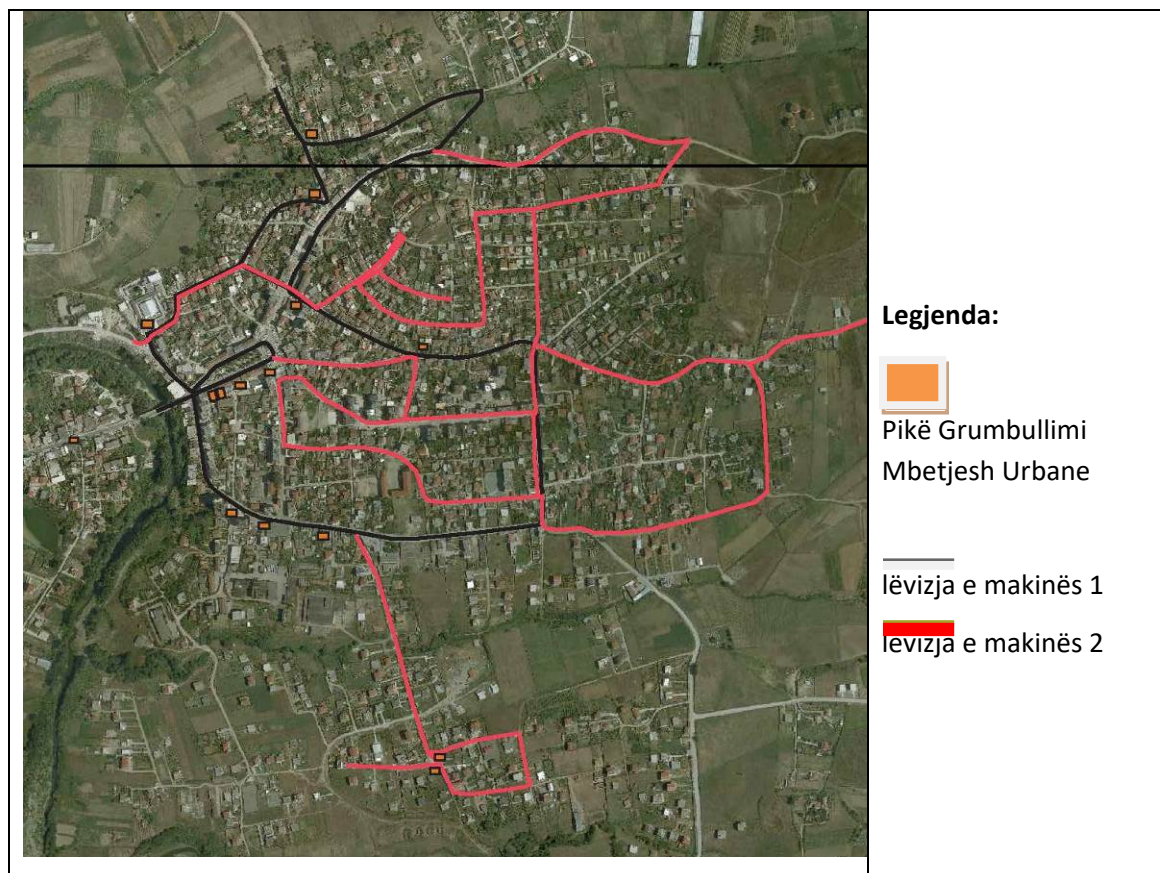 Legjenda:
Pikë Grumbullimi
Mbetjesh Urbane
lëvizja e makinës 1
lëvizja e makinës 2